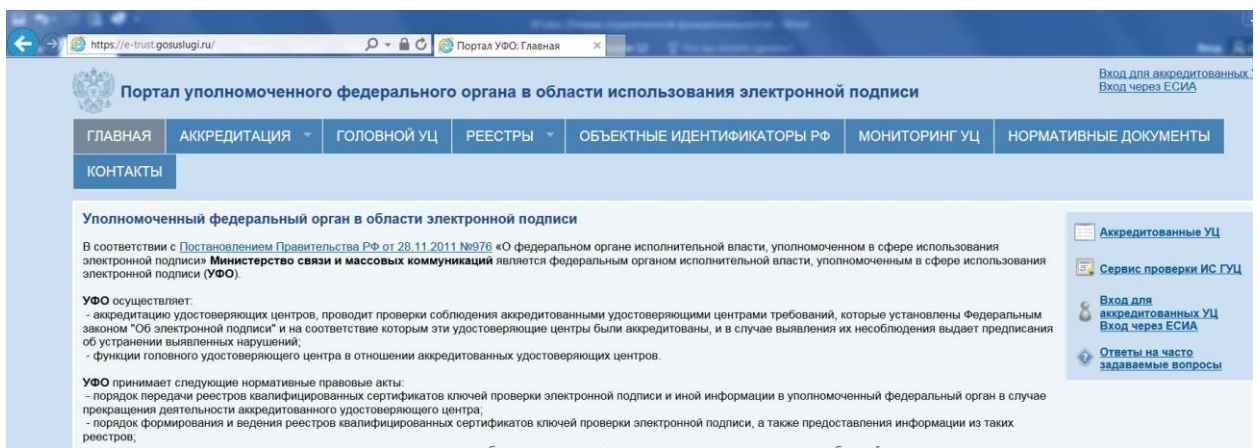 https://e-trust.gosuslugi.ru/
Портал УФО: Главная
Вход для аккредитованных
Вход через ЕСИА
Портал уполномоченного федерального органа в области использования электронной подписи
ГЛАВНАЯ АККРЕДИТАЦИЯ ГОЛОВНОЙ УЦ РЕЕСТРЫ ОБЪЕКТНЫЕ ИДЕНТИФИКАТОРЫ РФ МОНИТОРИНГ УЦ НОРМАТИВНЫЕ ДОКУМЕНТЫ
КОНТАКТЫ
Уполномоченный федеральный орган в области электронной подписи
В соответствии с Постановлением Правительства РФ от 28.11.2011 №976 «О федеральном органе исполнительной власти, уполномоченном в сфере использования
электронной подписи» Министерство связи и массовых коммуникаций является федеральным органом исполнительной власти, уполномоченным в сфере использования
электронной подписи (УФО).
УФО осуществляет:
- аккредитацию удостоверяющих центров, проводит проверки соблюдения аккредитованными удостоверяющими центрами требований, которые установлены Федеральным
законом "Об электронной подписи" и на соответствие которым эти удостоверяющие центры были аккредитованы, и в случае выявления их несоблюдения выдает предписания
об устранении выявленных нарушений;
- функции головного удостоверяющего центра в отношении аккредитованных удостоверяющих центров.
УФО принимает следующие нормативные правовые акты:
- порядок передачи реестров квалифицированных сертификатов ключей проверки электронной подписи и иной информации в уполномоченный федеральный орган в случае
прекращения деятельности аккредитованного удостоверяющего центра;
- порядок формирования и ведения реестров квалифицированных сертификатов ключей проверки электронной подписи, а также предоставления информации из таких
реестров;
Аккредитованные УЦ
Сервис проверки ИС ГУЦ
Вход для
аккредитованных УЦ
Вход через ЕСИА
Ответы на часто
задаваемые вопросы